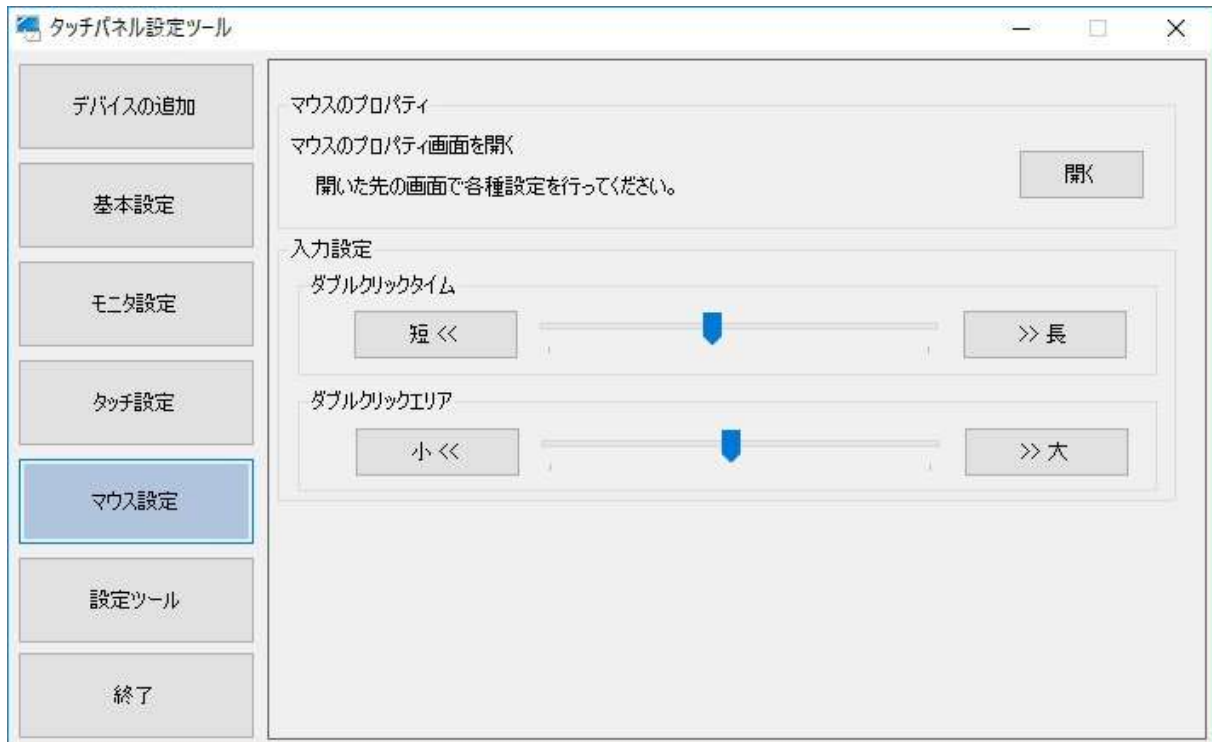 タッチパネル設定ツール
デバイスの追加
基本設定
モニタ設定
タッチ設定
マウス設定
設定ツール
終了
マウスのプロパティ
マウスのプロパティ画面を開く
開いた先の画面で各種設定を行ってください。
開く
入力設定
ダブルクリックタイム
短 <<
>> 長
ダブルクリックエリア
小 <<
>> 大